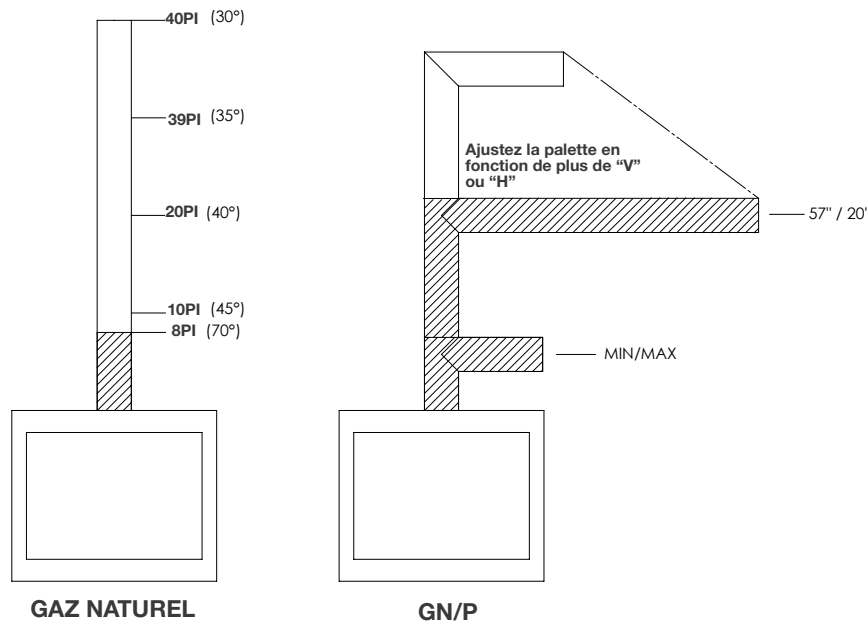 40PI (30°)
39PI (35°)
20PI (40°)
10PI (45°)
8PI (70°)
GAZ NATUREL
Ajustez la palette en
fonction de plus de “V”
ou “H”
57" / 20'
MIN/MAX
GN/P